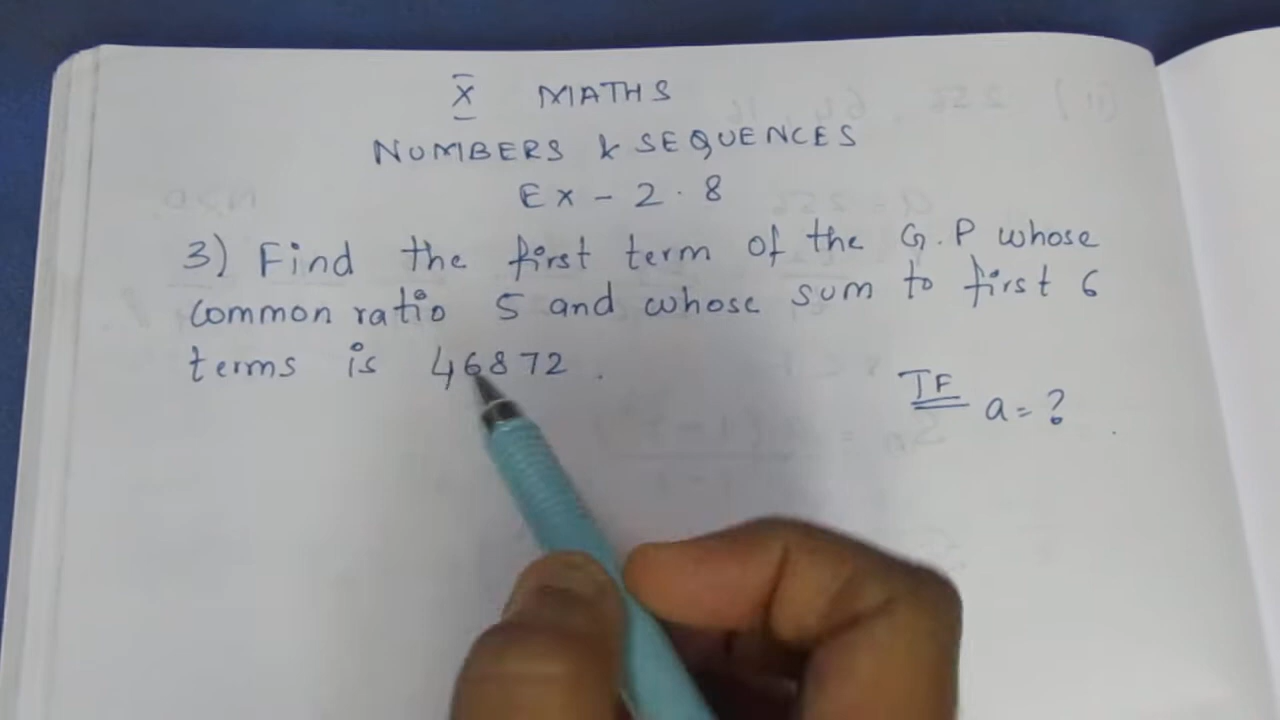 X MATHS
NUMBERS & SEQUENCES
Ex - 2.8
3) Find the first term of the G.P whose
common ratio 5 and whose sum to first 6
terms is 46872.
TF a = ?